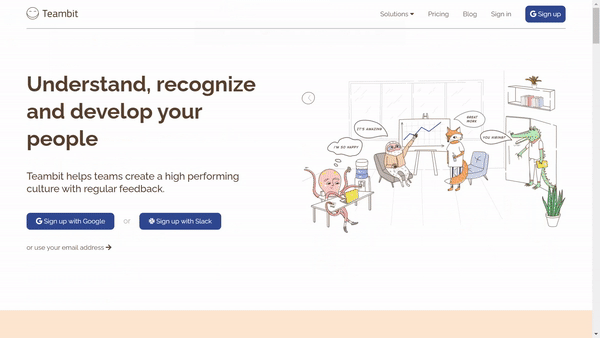 Teambit
Solutions
Pricing
Blog
Sign in
Sign up
Understand, recognize
and develop your
people
Teambit helps teams create a high performing
culture with regular feedback.
Sign up with Google
or
Sign up with Slack
or use your email address
IT'S AMAZING
GREAT
WORK
I'M SO HAPPY